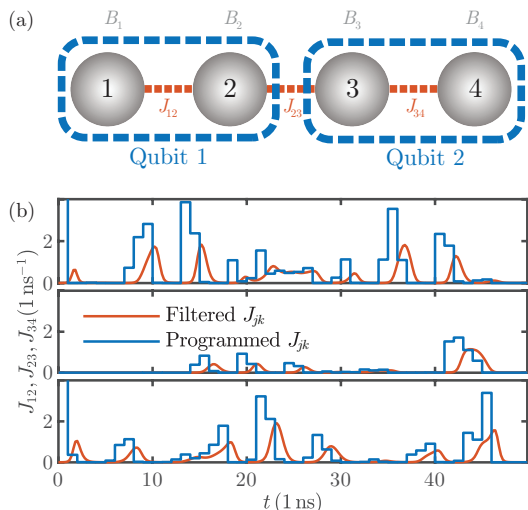 (a)
B₁ B₂ B₃ B₄
1 2 3 4
J₁₂ J₂₃ J₃₄
Qubit 1 Qubit 2
(b)
J₁₂, J₂₃, J₃₄ (1 ns⁻¹)
2
0
2
0
Filtered Jⱼₖ
Programmed Jⱼₖ
2
0
0 10 20 30 40
t (1 ns)